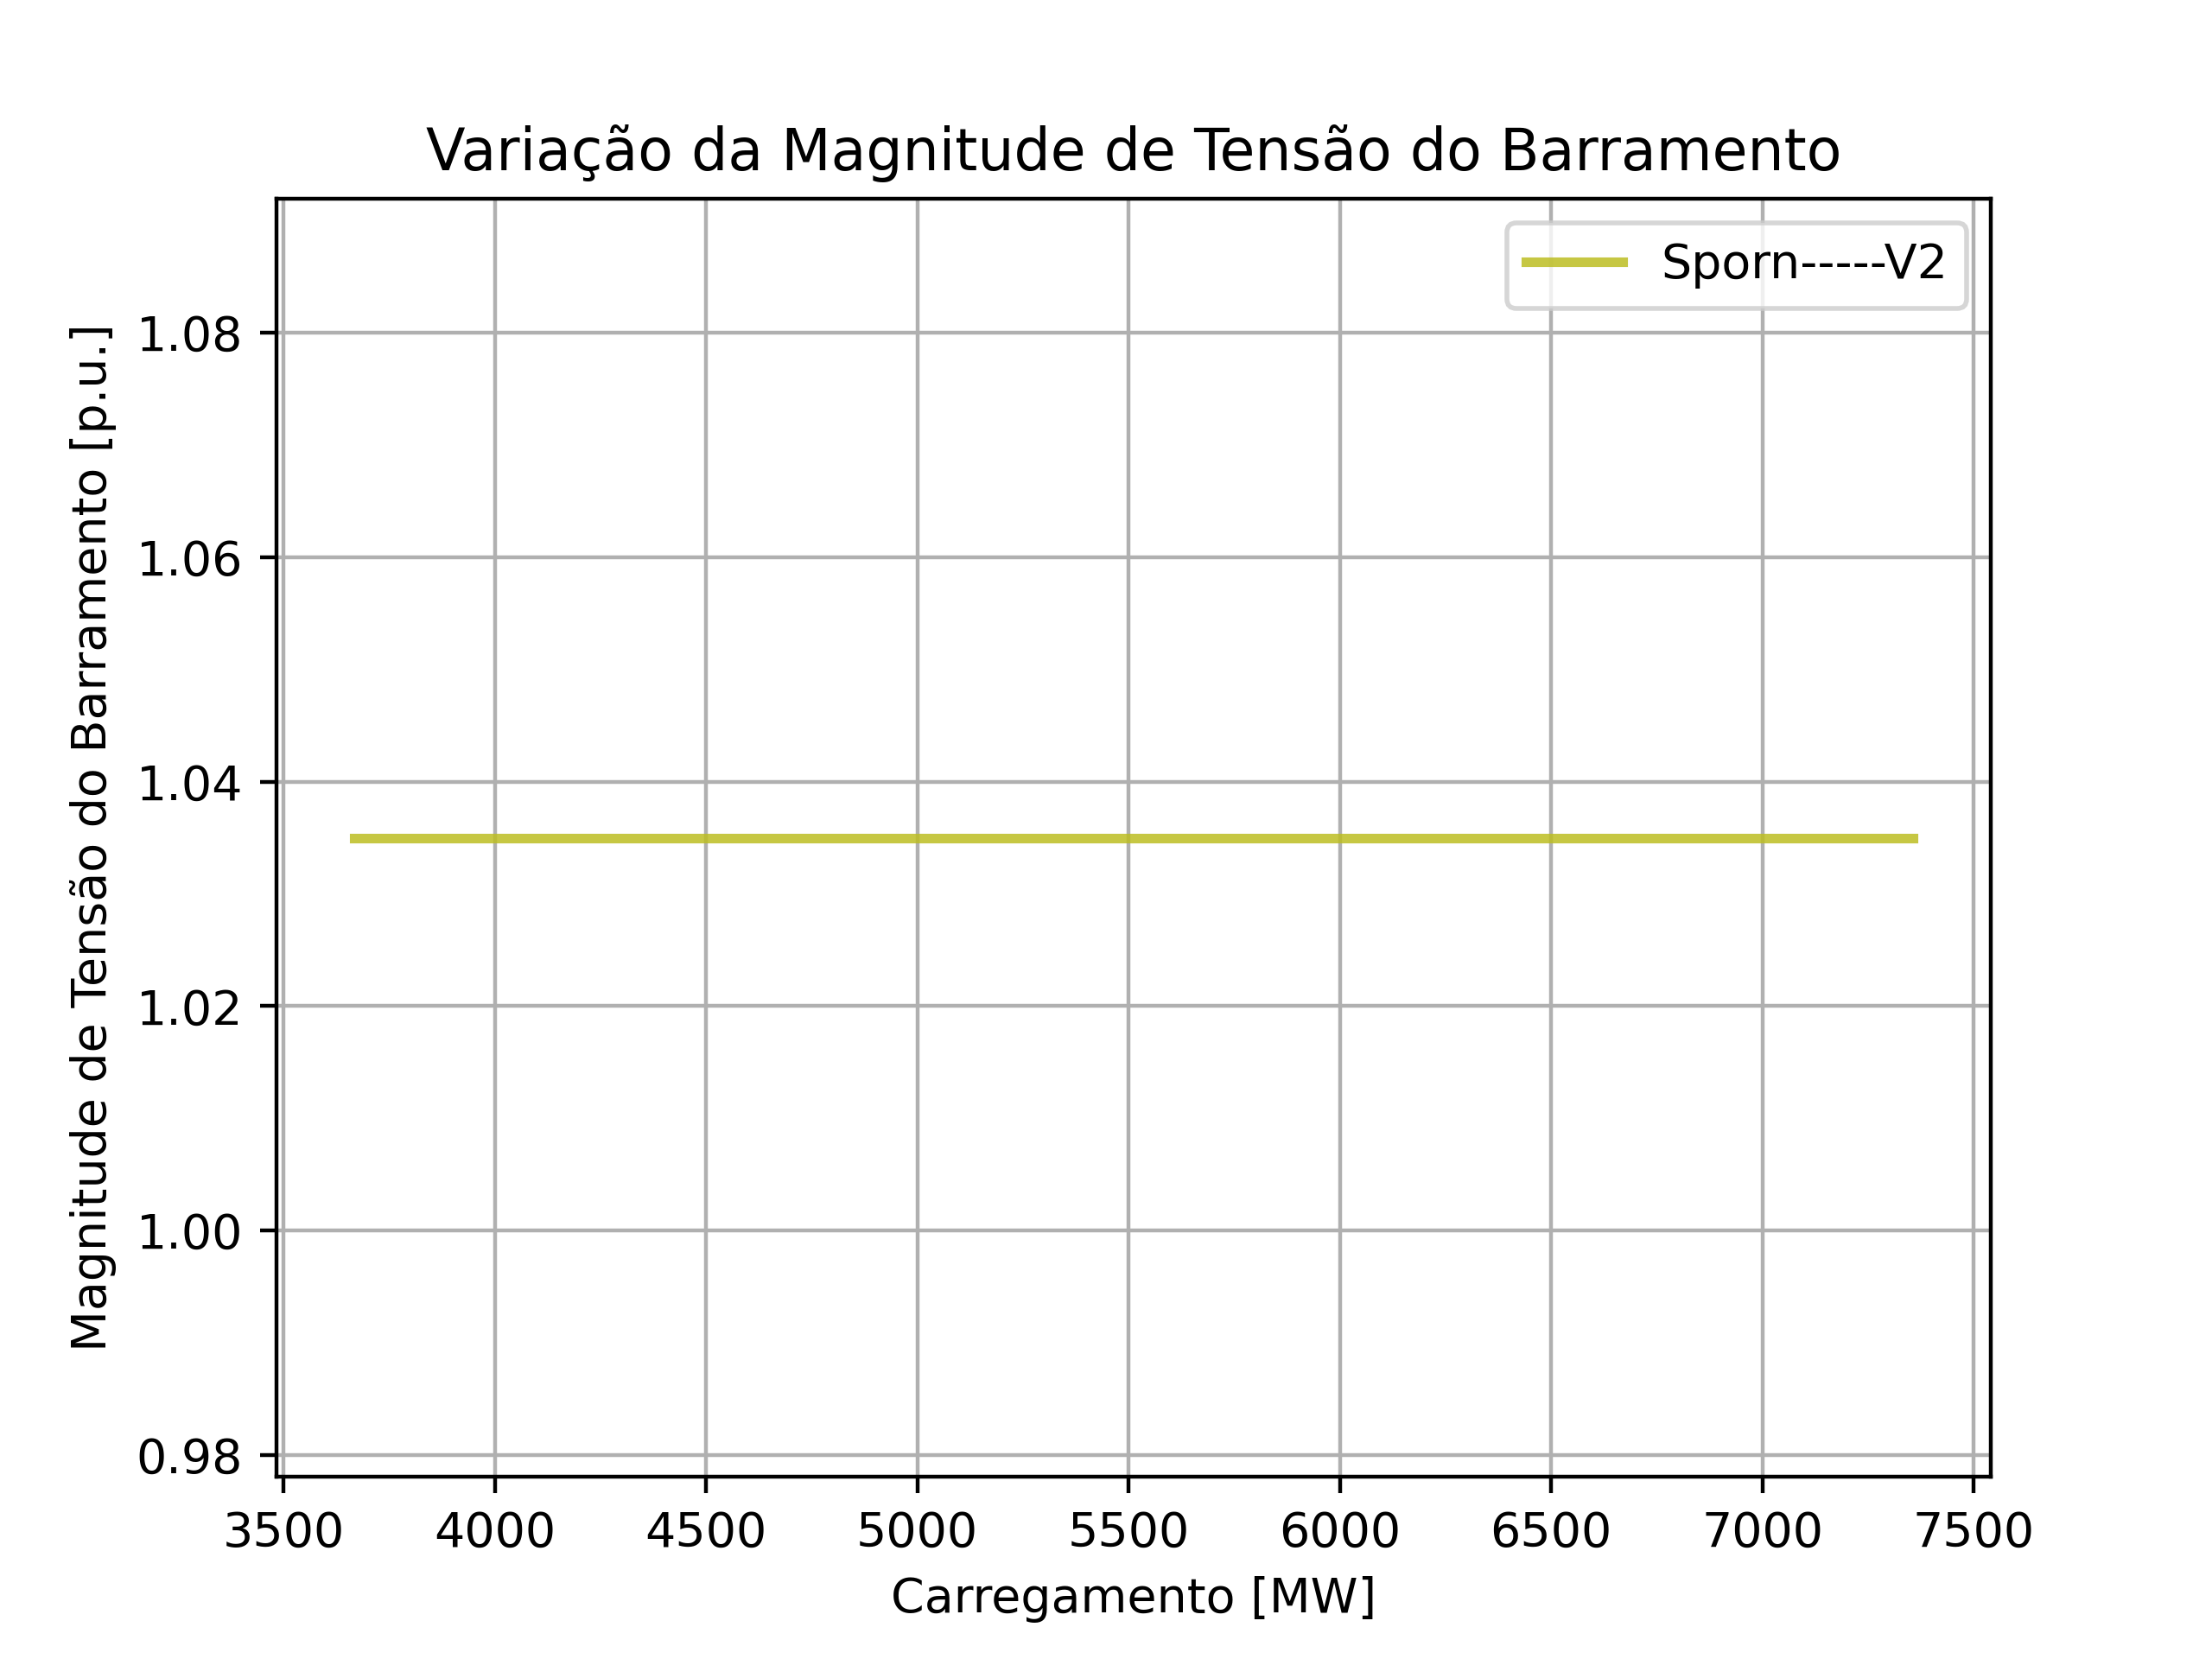 Variação da Magnitude de Tensão do Barramento
Sporn-----V2
Magnitude de Tensão do Barramento [p.u.]
1.08
1.06
1.04
1.02
1.00
0.98
3500 4000 4500 5000 5500 6000 6500 7000 7500
Carregamento [MW]